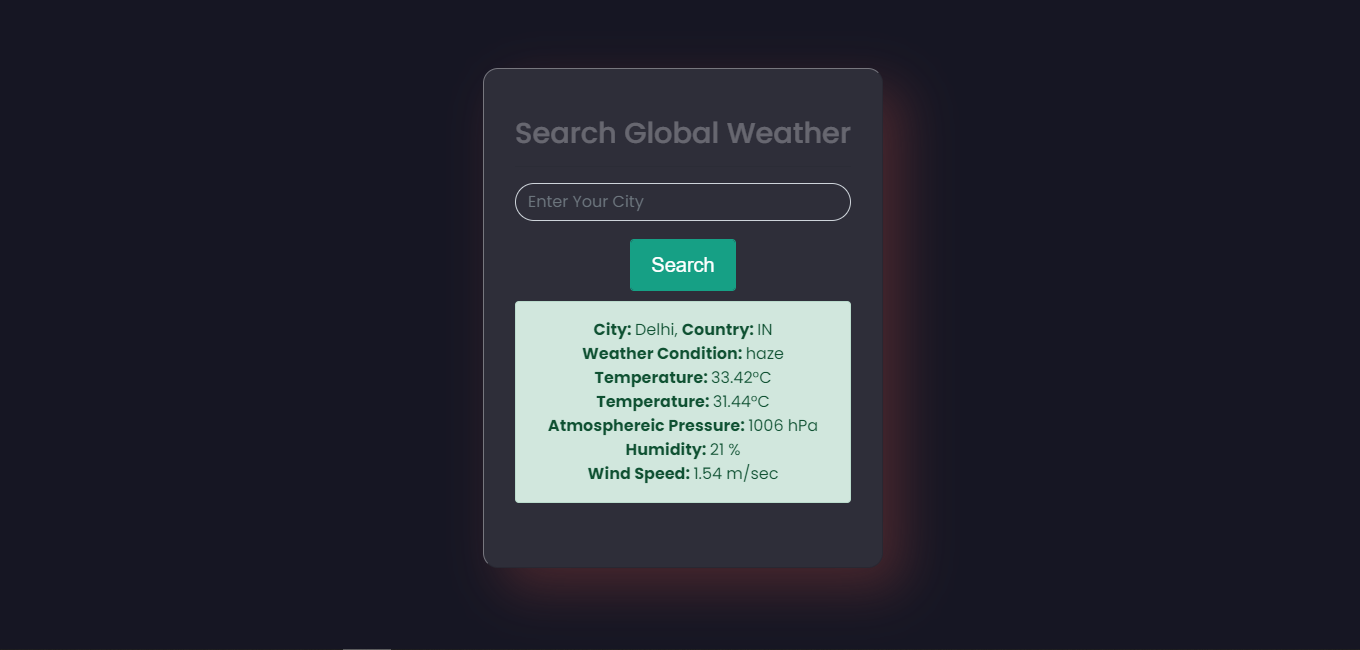 Search Global Weather
Enter Your City
Search
City: Delhi, Country: IN
Weather Condition: haze
Temperature: 33.42°C
Temperature: 31.44°C
Atmosphereic Pressure: 1006 hPa
Humidity: 21 %
Wind Speed: 1.54 m/sec